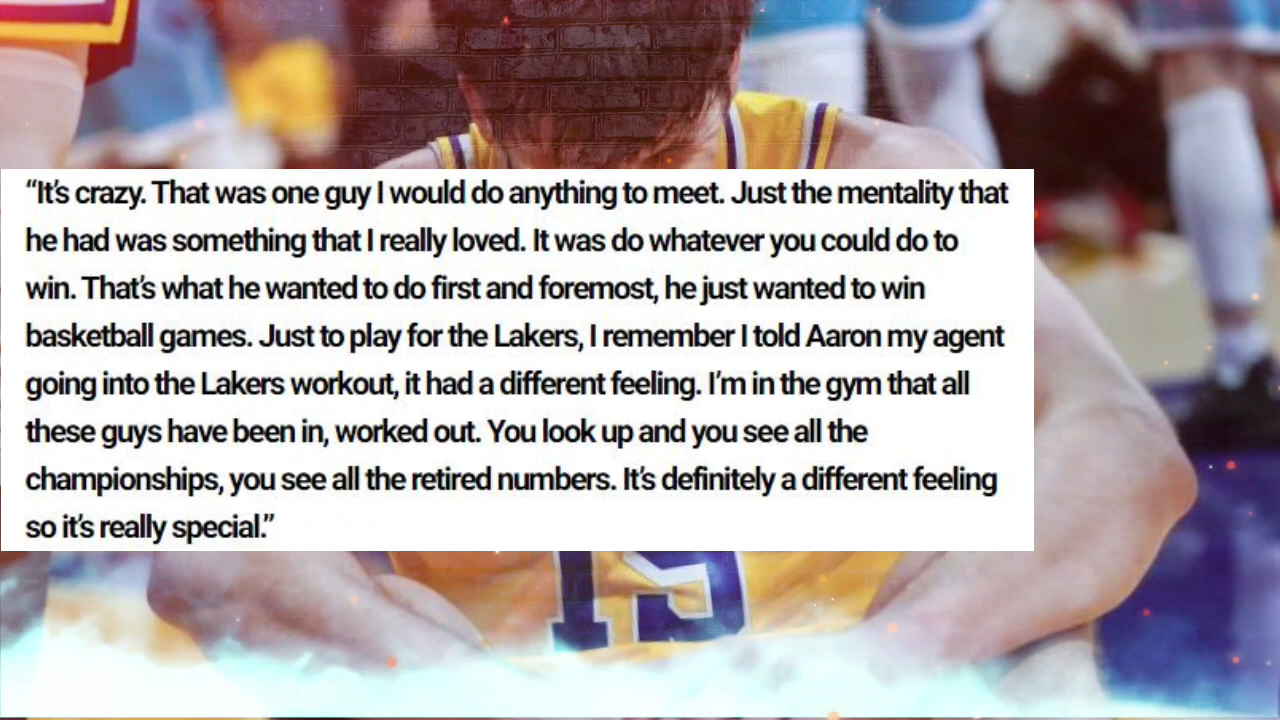 “It’s crazy. That was one guy I would do anything to meet. Just the mentality that
he had was something that I really loved. It was do whatever you could do to
win. That’s what he wanted to do first and foremost, he just wanted to win
basketball games. Just to play for the Lakers, I remember I told Aaron my agent
going into the Lakers workout, it had a different feeling. I’m in the gym that all
these guys have been in, worked out. You look up and you see all the
championships, you see all the retired numbers. It’s definitely a different feeling
so it’s really special.”
15